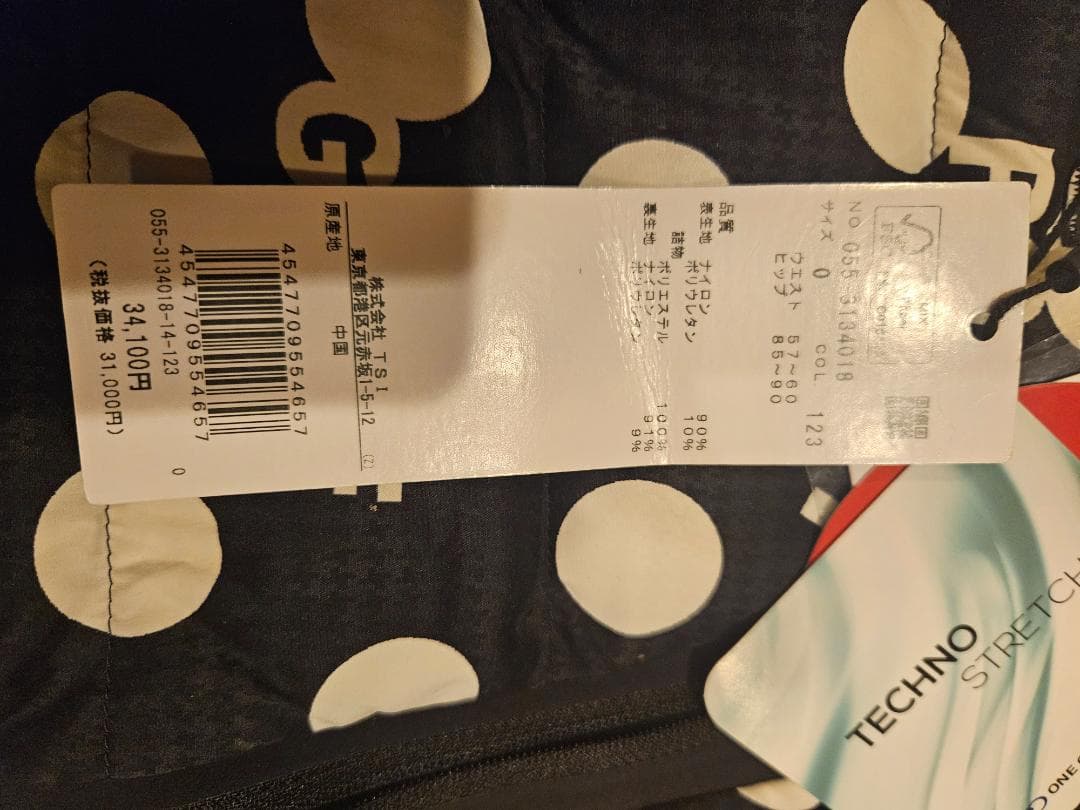 NO 055 3134018
サイズ 0 COL 123
ウエスト 57~60
ヒップ 85~90
品質
表生地 ナイロン 90%
ポリウレタン 10%
詰物 ポリエステル 100%
裏生地 ナイロン 91%
ポリウレタン 9%
株式会社 TSI
東京都港区元赤坂1-5-12
(Z)
原産地 中国
4547709554657
4547709554657
055-3134018-14-123
0
34,100円
(税抜価格 31,000円)
G
TECHNO
STRETCH
ONE